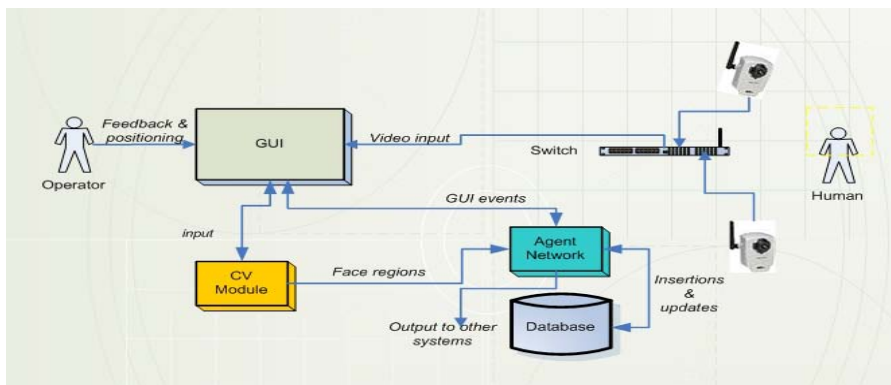 Feedback &
positioning
GUI
Video input
Switch
Operator
Human
GUI events
input
Agent
Network
CV
Module
Face regions
Insertions
&
updates
Output to other
systems
Database